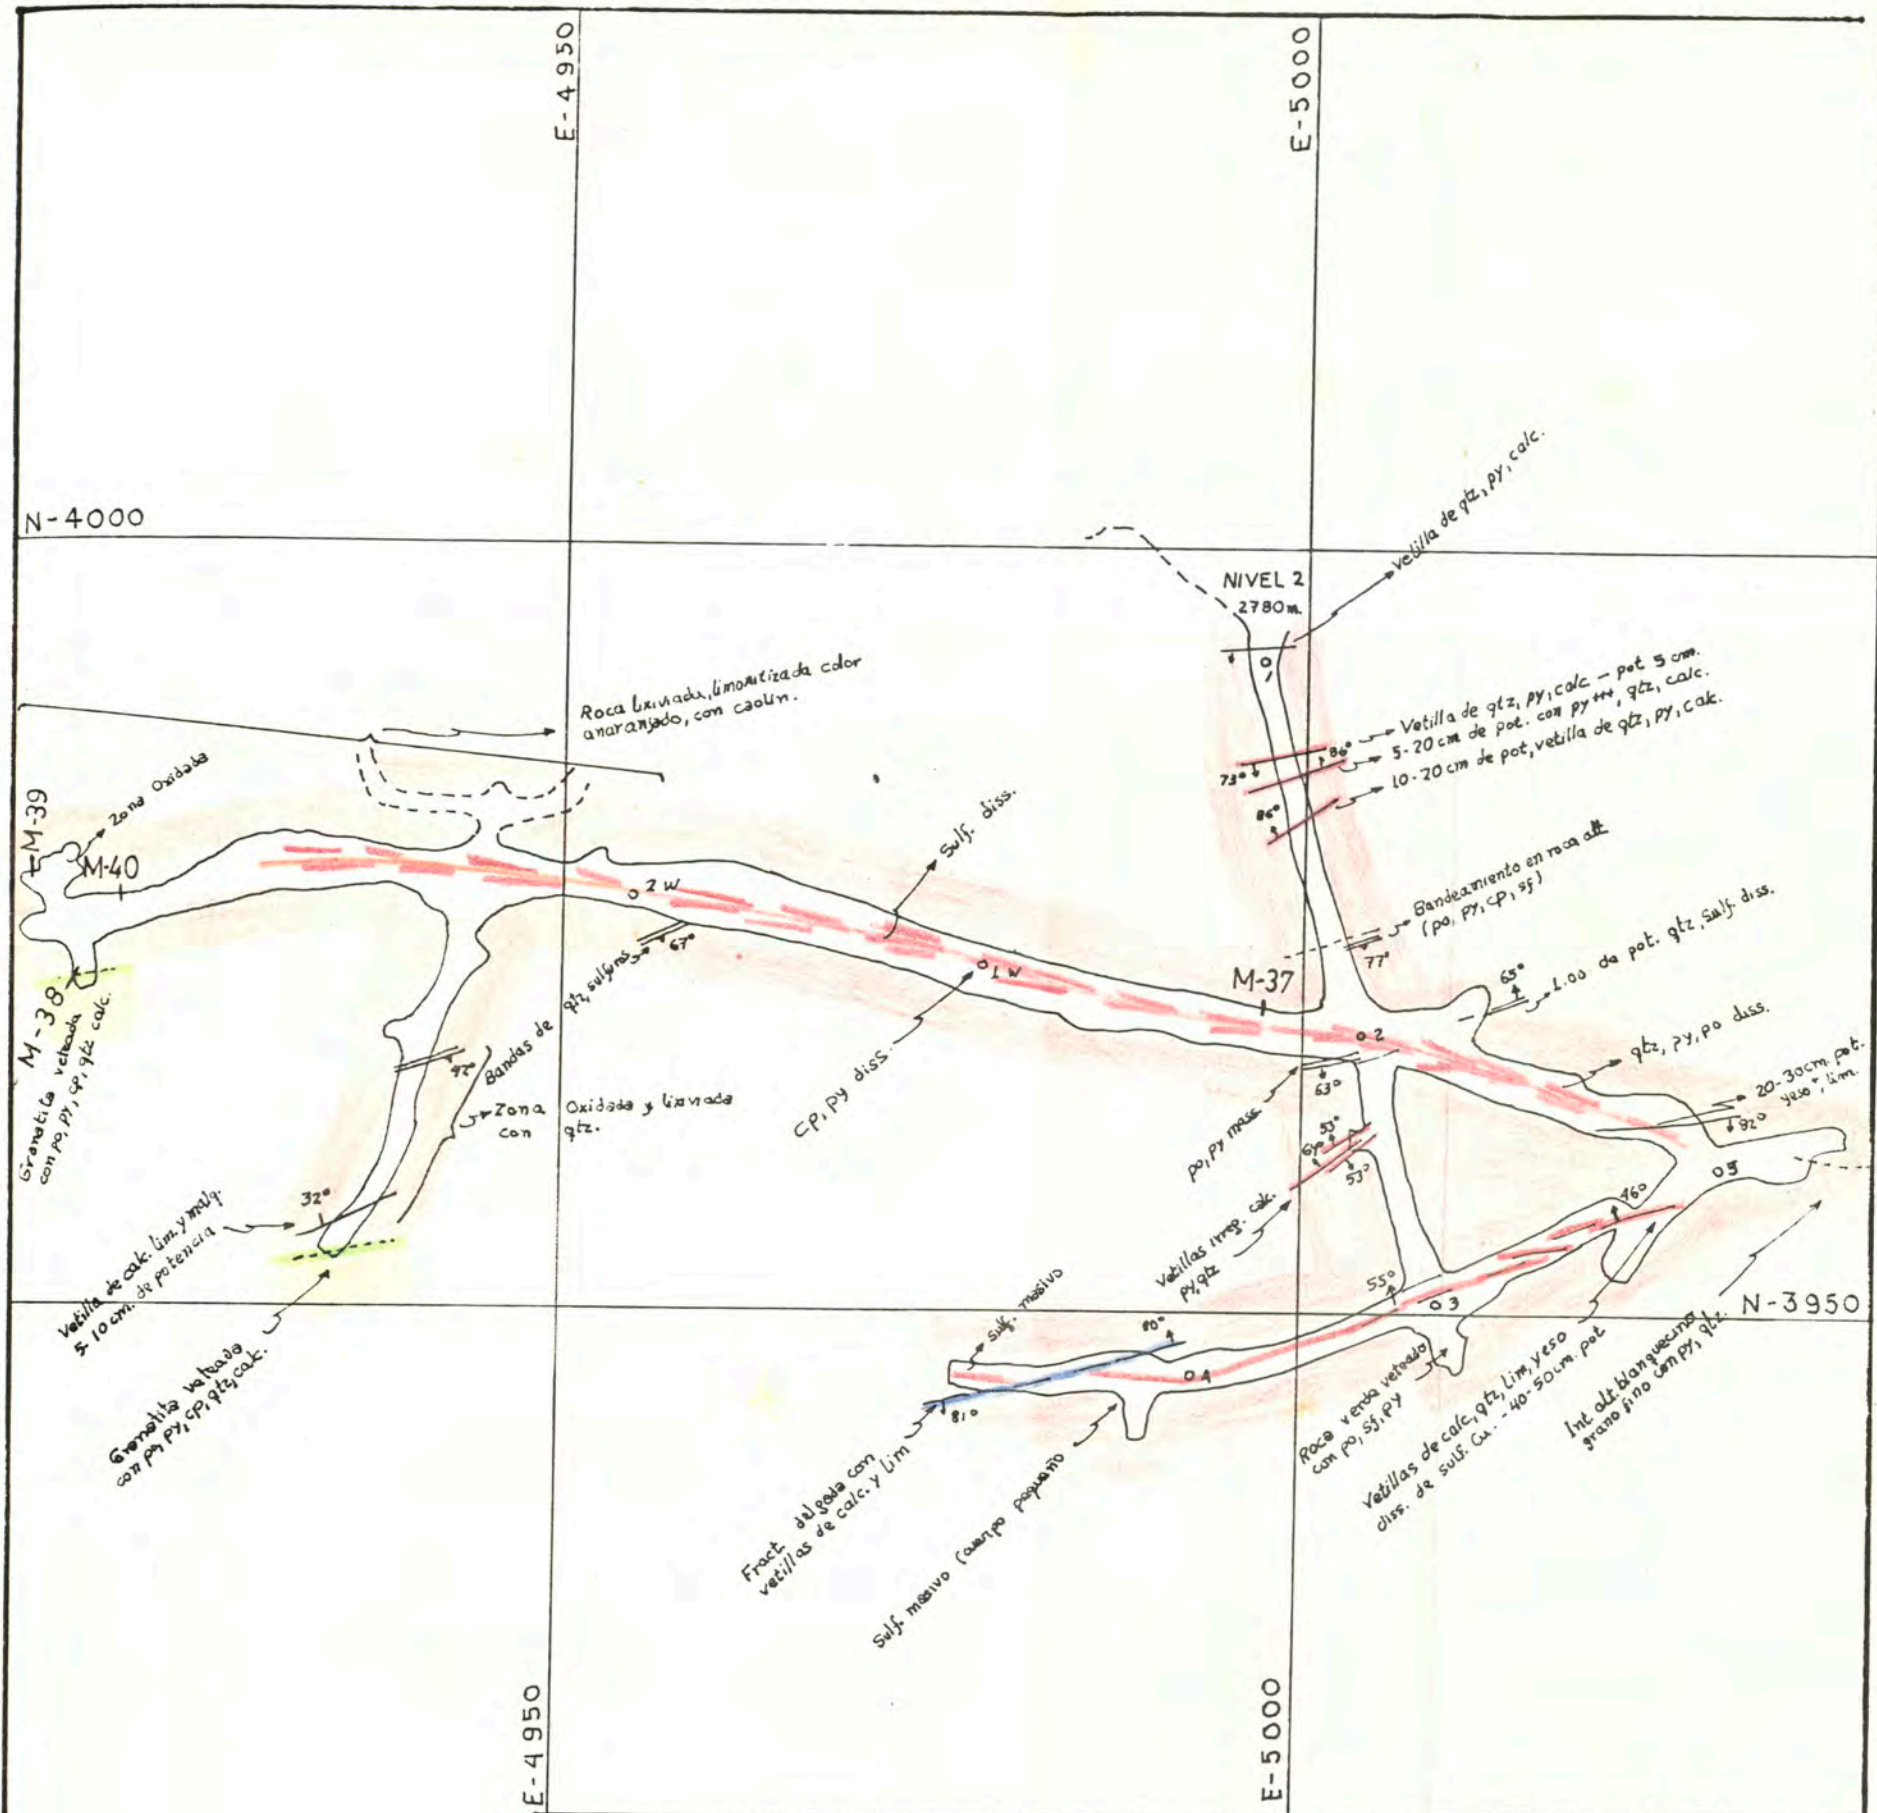 E-4950
E-5000
N-4000
NIVEL 2
2780 m.
vetilla de qtz, py, calc.
Roca lixiviada, limonitizada color
anaranjado, con caolín.
Vetilla de qtz, py, calc - pot 5 cm.
5-20 cm de pot. con py+++, qtz, calc.
10-20 cm de pot, vetilla de qtz, py, calc.
86°
73°
86°
Zona Oxidada
M-39
M-40
Sulf. diss.
2 W
1 W
Bandeamiento en roca alt
(po, py, cp, sf)
77°
M-37
65°
1.00 de pot. qtz, sulf. diss.
2
qtz, py, po diss.
20-30 cm. pot.
yeso+, lim.
82°
5
M-38
Granatita veteada
con po, py, cp, qtz calc.
Bandas de qtz, sulfuros
67°
42°
Zona Oxidada y lixiviada
con qtz.
Cp, py diss.
po, py mass.
63°
53°
64°
53°
Vetillas irreg. calc.
py, qtz
32°
Vetilla de calc. lim. y malq.
5-10 cm. de potencia
Granatita veteada
con po, py, cp, qtz, calc.
46°
55°
3
N-3950
sulf. masivo
80°
4
81°
Fract. delgada con
vetillas de calc. y lim
Sulf. masivo (cuerpo pequeño
Roca verde veteado
con po, sf, py
Vetillas de calc, qtz, lim, yeso
diss. de sulf. Cu. - 40-50 cm. pot
Int. alt. blanquecino
grano fino con py, qtz.
E-4950
E-5000